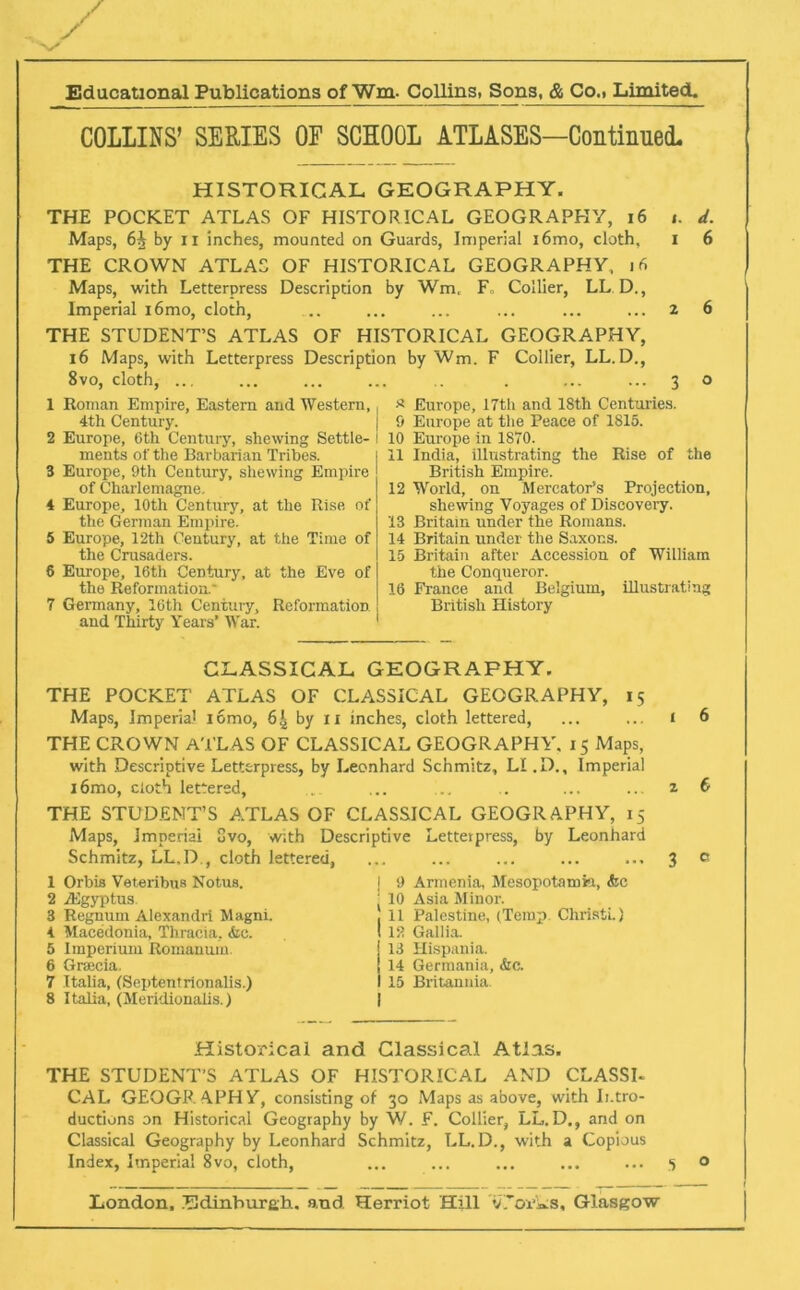 Educational Publications of Wm. Collins, Sons, & Co., Limited.
COLLINS' SERIES OF SCHOOL ATLASES—Continued.
HISTORICAL GEOGRAPHY.
THE POCKET ATLAS OF HISTORICAL GEOGRAPHY, 16 s. d.
Maps, 6½ by 11 inches, mounted on Guards, Imperial 16mo, cloth, 1 6
THE CROWN ATLAS OF HISTORICAL GEOGRAPHY, 16
Maps, with Letterpress Description by Wm. F. Collier, LL.D.,
Imperial 16mo, cloth, .. ... ... ... ... ... 2 6
THE STUDENT'S ATLAS OF HISTORICAL GEOGRAPHY,
16 Maps, with Letterpress Description by Wm. F Collier, LL.D.,
8vo, cloth, ... ... ... ... .. . ... ... 3 0
1 Roman Empire, Eastern and Western,
4th Century.
2 Europe, 6th Century, shewing Settle-
ments of the Barbarian Tribes.
3 Europe, 9th Century, shewing Empire
of Charlemagne.
4 Europe, 10th Century, at the Rise of
the German Empire.
5 Europe, 12th Century, at the Time of
the Crusaders.
6 Europe, 16th Century, at the Eve of
the Reformation.
7 Germany, 16th Century, Reformation
and Thirty Years' War.
8 Europe, 17th and 18th Centuries.
9 Europe at the Peace of 1815.
10 Europe in 1870.
11 India, illustrating the Rise of the
British Empire.
12 World, on Mercator's Projection,
shewing Voyages of Discovery.
13 Britain under the Romans.
14 Britain under the Saxons.
15 Britain after Accession of William
the Conqueror.
16 France and Belgium, illustrating
British History
CLASSICAL GEOGRAPHY.
THE POCKET ATLAS OF CLASSICAL GEOGRAPHY, 15
Maps, Imperial 16mo, 6½ by 11 inches, cloth lettered, ... ... 1 6
THE CROWN ATLAS OF CLASSICAL GEOGRAPHY, 15 Maps,
with Descriptive Letterpress, by Leonhard Schmitz, LL.D., Imperial
16mo, cloth lettered, .. ... ... . ... ... 2 6
THE STUDENT'S ATLAS OF CLASSICAL GEOGRAPHY, 15
Maps, Imperial 8vo, with Descriptive Letterpress, by Leonhard
Schmitz, LL.D., cloth lettered, ... ... ... ... ... 3 0
1 Orbis Veteribus Notus.
2 Ægyptus.
3 Regnum Alexandri Magni.
4 Macedonia, Thracia, &c.
5 Imperium Romanum.
6 Græcia.
7 Italia, (Septentrionalis.)
8 Italia, (Meridionalis.)
9 Armenia, Mesopotamia, &c
10 Asia Minor.
11 Palestine, (Temp. Christi.)
12 Gallia.
13 Hispania.
14 Germania, &c.
15 Britannia.
Historical and Classical Atlas.
THE STUDENT'S ATLAS OF HISTORICAL AND CLASSI-
CAL GEOGRAPHY, consisting of 30 Maps as above, with Intro-
ductions on Historical Geography by W. F. Collier, LL.D., and on
Classical Geography by Leonhard Schmitz, LL.D., with a Copious
Index, Imperial 8vo, cloth, ... ... ... ... ... 5 0
London, Edinburgh, and Herriot Hill Works, Glasgow